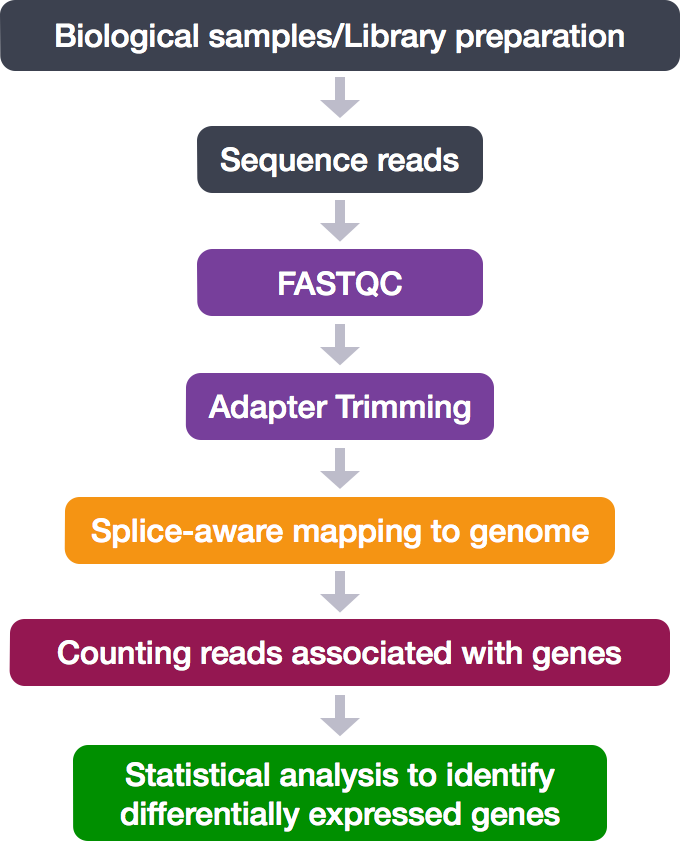 Biological samples/Library preparation
Sequence reads
FASTQC
Adapter Trimming
Splice-aware mapping to genome
Counting reads associated with genes
Statistical analysis to identify
differentially expressed genes